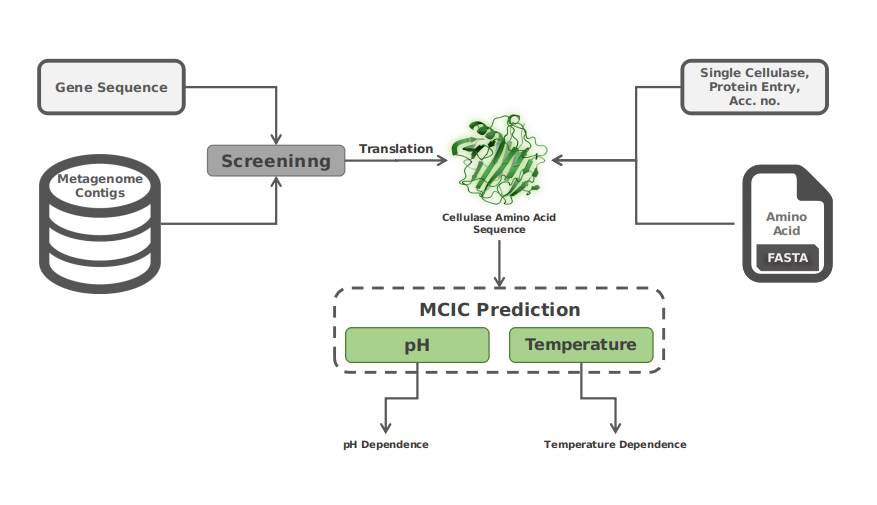 Gene Sequence
Single Cellulase,
Protein Entry,
Acc. no.
Translation
Screeninng
Metagenome
Contigs
Cellulase Amino Acid
Sequence
Amino
Acid
FASTA
MCIC Prediction
pH
Temperature
pH Dependence
Temperature Dependence